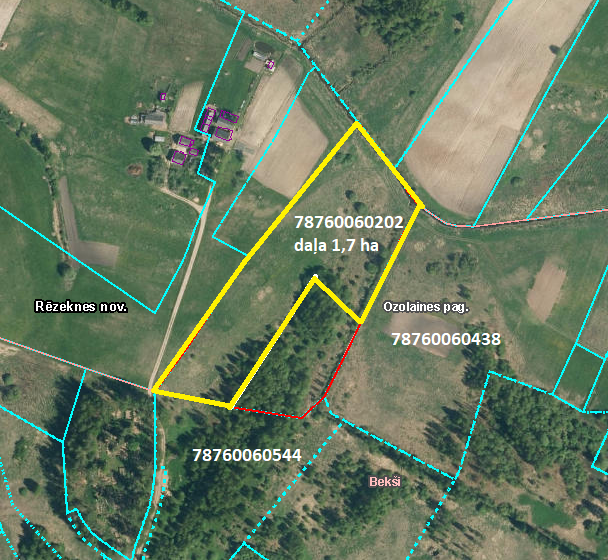 78760060202
daļa 1,7 ha
Rēzeknes nov.
Ozolaines pag.
78760060438
78760060544
Bekši